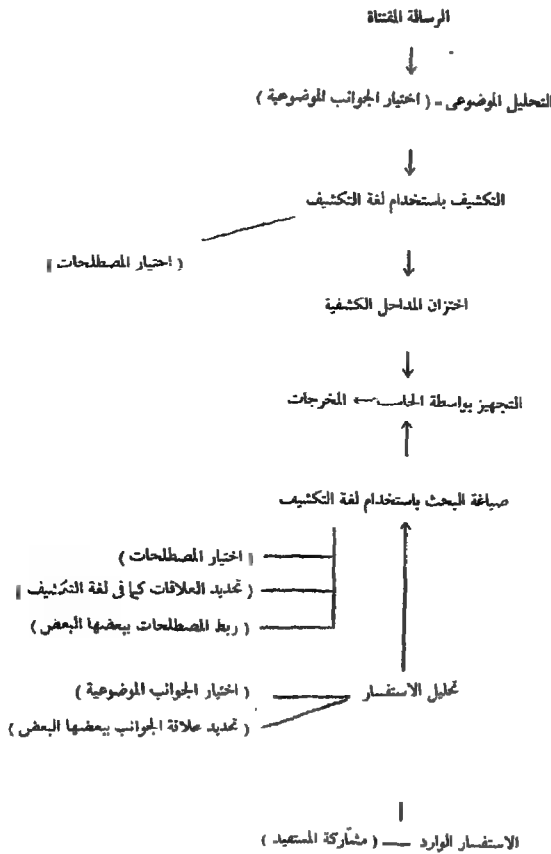 الرسالة المقتناة
التحليل الموضوعى - ( اختيار الجوانب الموضوعية )
التكشيف باستخدام لغة التكشيف
( اختيار المصطلحات )
اختزان المداخل الكشفية
التجهيز بواسطة الحاسب ← المخرجات
صياغة البحث باستخدام لغة التكشيف
( اختيار المصطلحات )
( تحديد العلاقات كما فى لغة التكشيف )
( ربط المصطلحات ببعضها البعض )
تحليل الاستفسار
( اختيار الجوانب الموضوعية )
( تحديد علاقة الجوانب ببعضها البعض )
الاستفسار الوارد — ( مشاركة المستفيد )